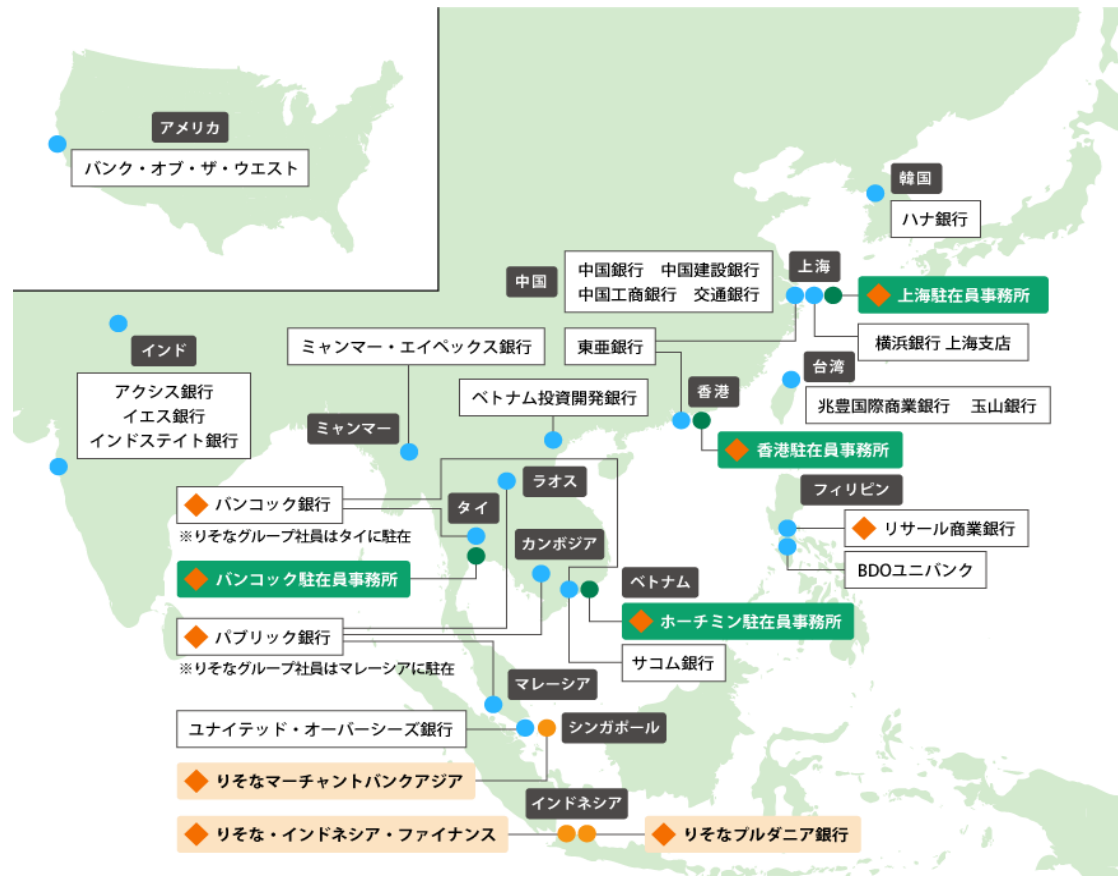 アメリカ
バンク・オブ・ザ・ウエスト
韓国
ハナ銀行
中国
中国銀行 中国建設銀行
中国工商銀行 交通銀行
上海
上海駐在員事務所
横浜銀行 上海支店
東亜銀行
インド
アクシス銀行
イエス銀行
インドステイト銀行
ミャンマー・エイペックス銀行
ミャンマー
ベトナム投資開発銀行
香港
香港駐在員事務所
台湾
兆豊国際商業銀行 玉山銀行
フィリピン
リサール商業銀行
BDOユニバンク
ラオス
バンコック銀行
※りそなグループ社員はタイに駐在
タイ
バンコック駐在員事務所
カンボジア
ベトナム
ホーチミン駐在員事務所
サコム銀行
パブリック銀行
※りそなグループ社員はマレーシアに駐在
マレーシア
ユナイテッド・オーバーシーズ銀行
シンガポール
りそなマーチャントバンクアジア
インドネシア
りそな・インドネシア・ファイナンス
りそなプルダニア銀行